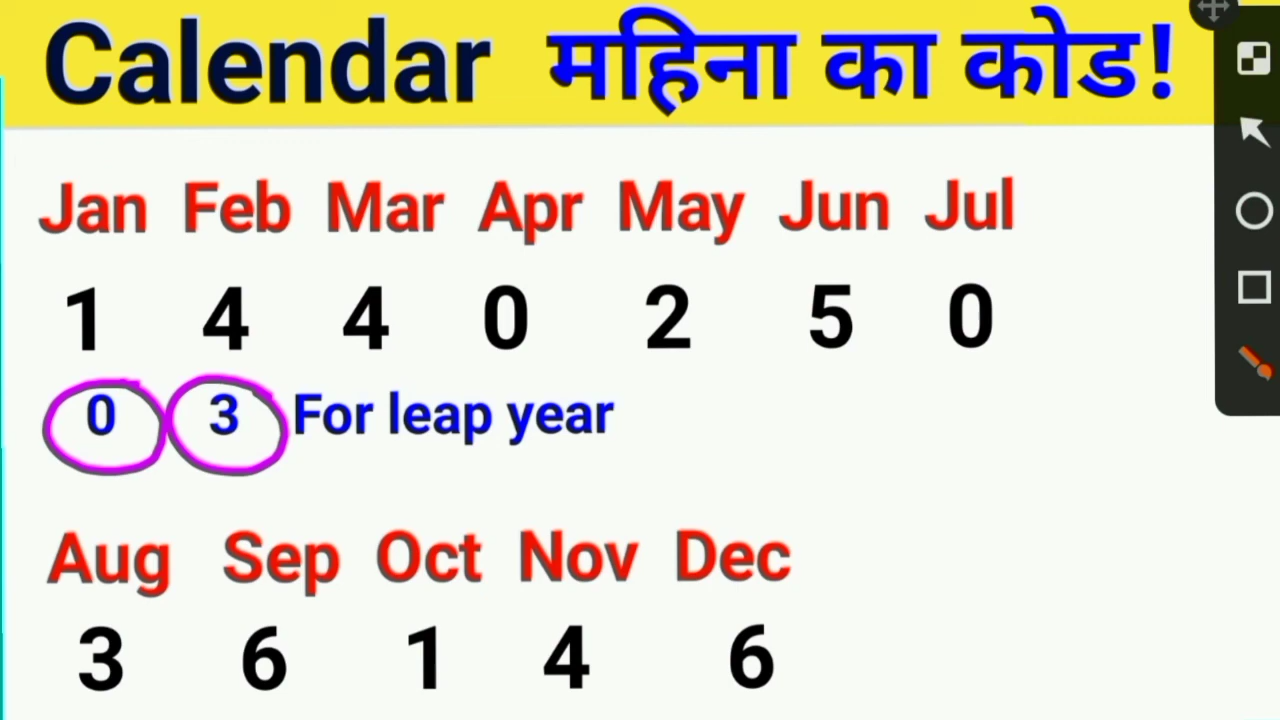 Calendar महिना का कोड!
Jan Feb Mar Apr May Jun Jul
1 4 4 0 2 5 0
0 3 For leap year
Aug Sep Oct Nov Dec
3 6 1 4 6